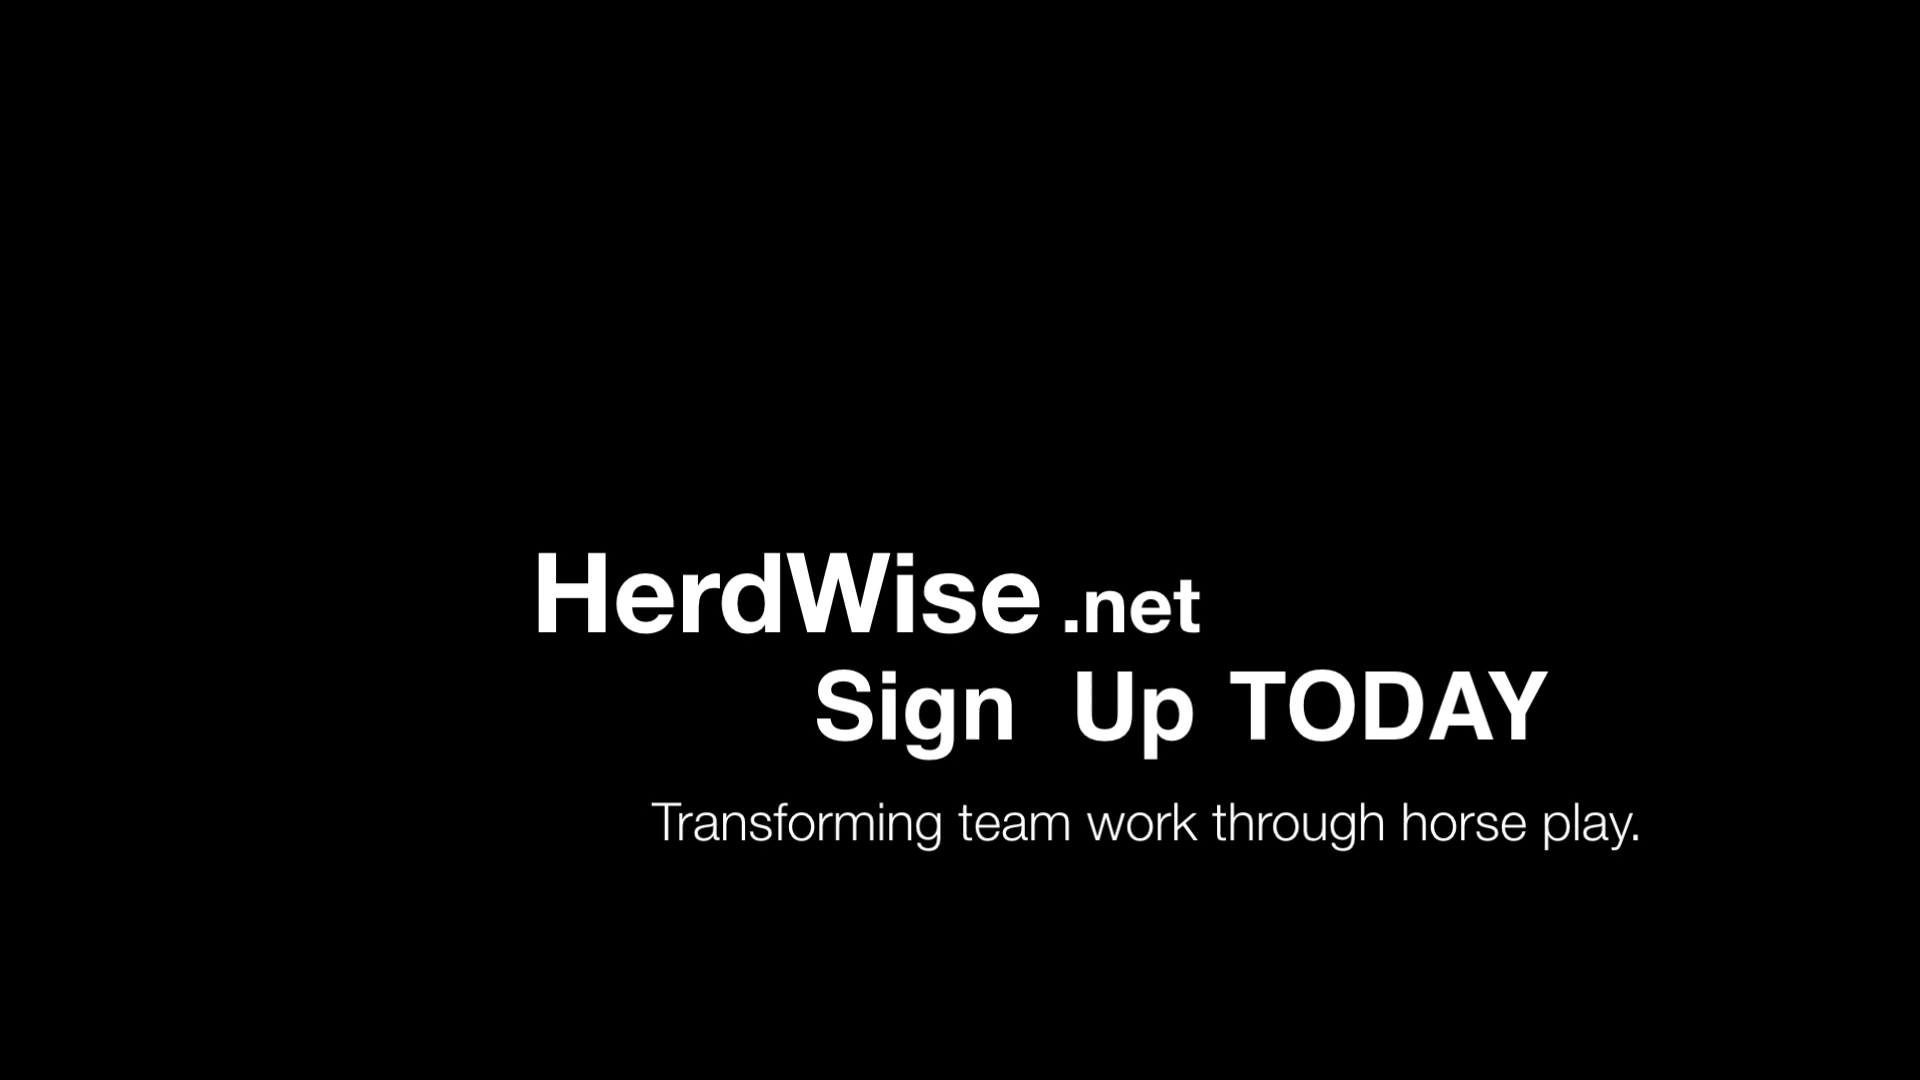 HerdWise .net
Sign Up TODAY
Transforming team work through horse play.